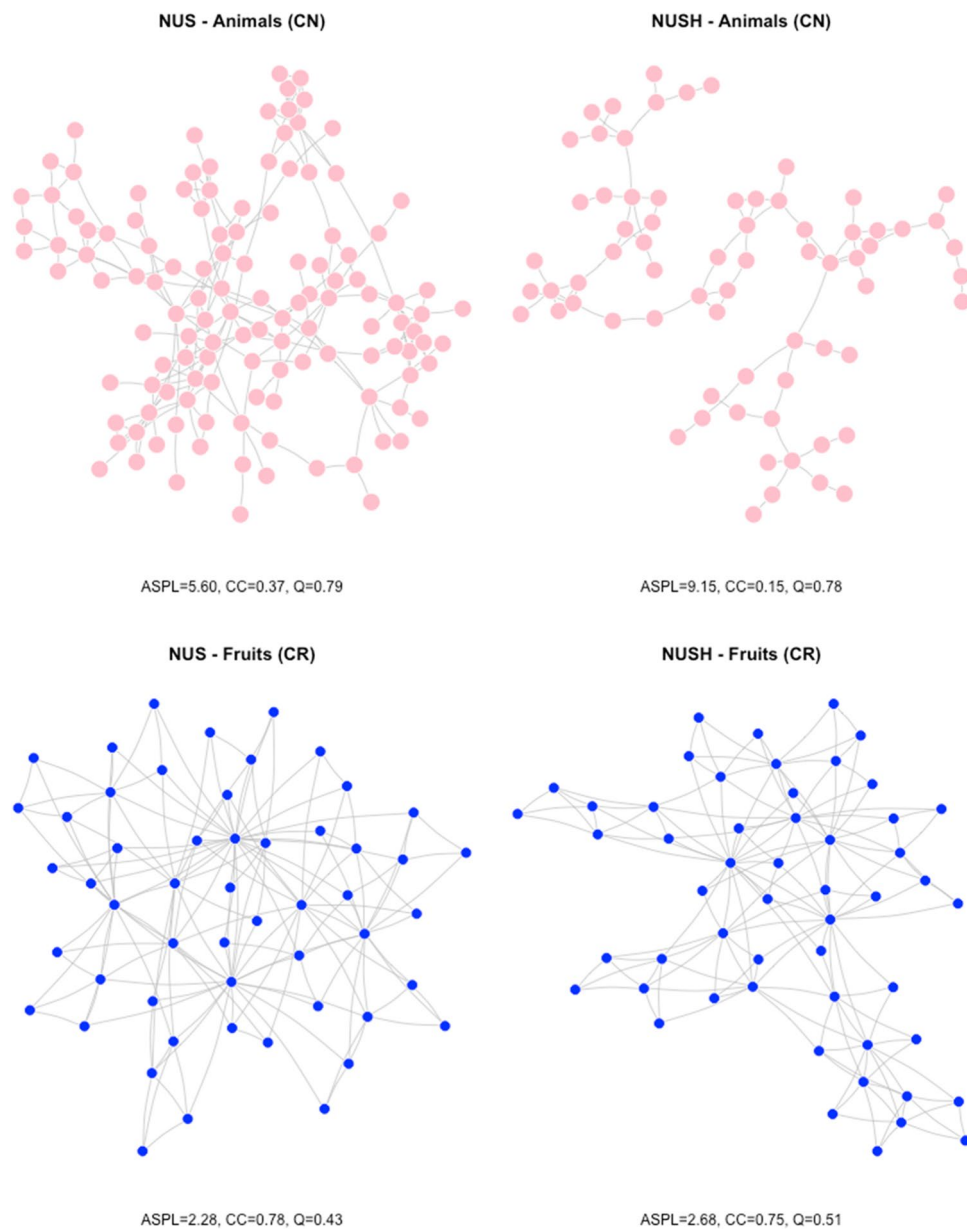 NUS - Animals (CN)
NUSH - Animals (CN)
ASPL=5.60, CC=0.37, Q=0.79
ASPL=9.15, CC=0.15, Q=0.78
NUS - Fruits (CR)
NUSH - Fruits (CR)
ASPL=2.28, CC=0.78, Q=0.43
ASPL=2.68, CC=0.75, Q=0.51